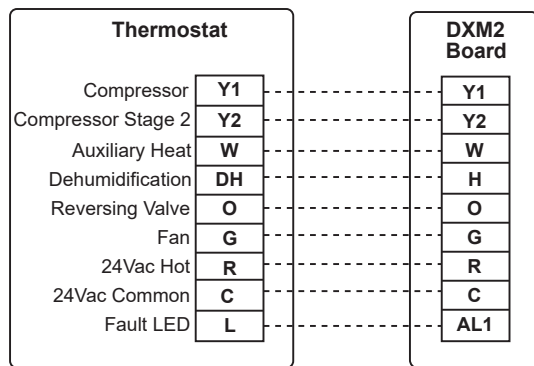 Thermostat
DXM2
Board
Compressor Y1 Y1
Compressor Stage 2 Y2 Y2
Auxiliary Heat W W
Dehumidification DH H
Reversing Valve O O
Fan G G
24Vac Hot R R
24Vac Common C C
Fault LED L AL1